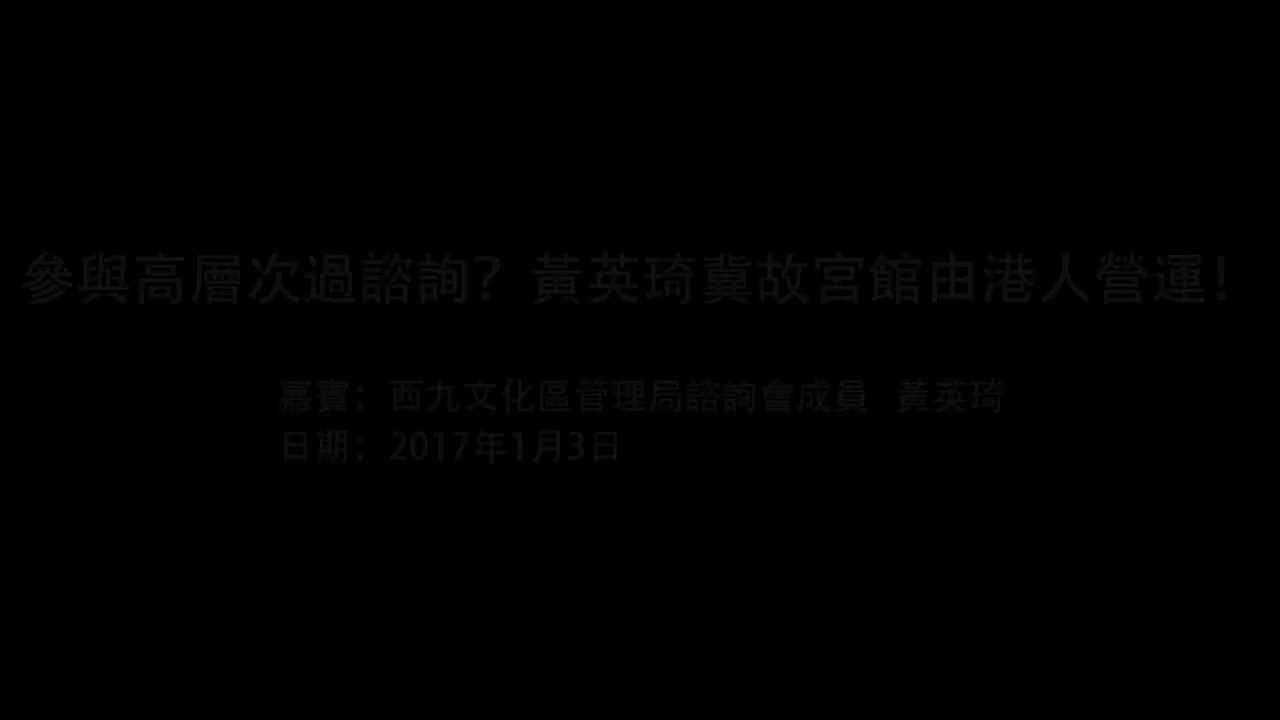 參與高層次過諮詢？黃英琦冀故宮館由港人營運！
嘉賓：西九文化區管理局諮詢會成員 黃英琦
日期：2017年1月3日